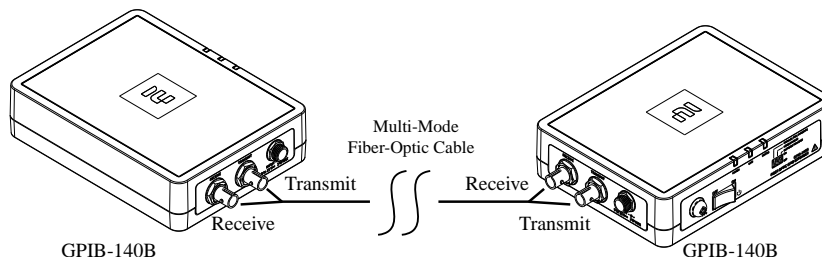 Multi-Mode
Fiber-Optic Cable
Transmit
Receive
Receive
Transmit
GPIB-140B
GPIB-140B